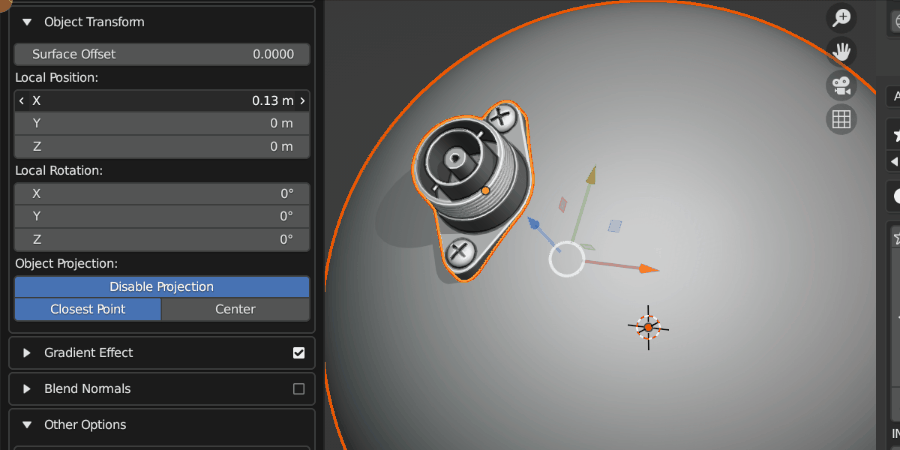 Object Transform
Surface Offset 0.0000
Local Position:
X 0.13 m
Y 0 m
Z 0 m
Local Rotation:
X 0°
Y 0°
Z 0°
Object Projection:
Disable Projection
Closest Point Center
Gradient Effect
Blend Normals
Other Options